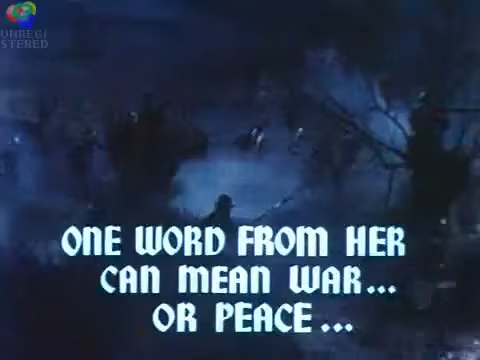 UNREGI
STERED
ONE WORD FROM HER
CAN MEAN WAR...
OR PEACE...